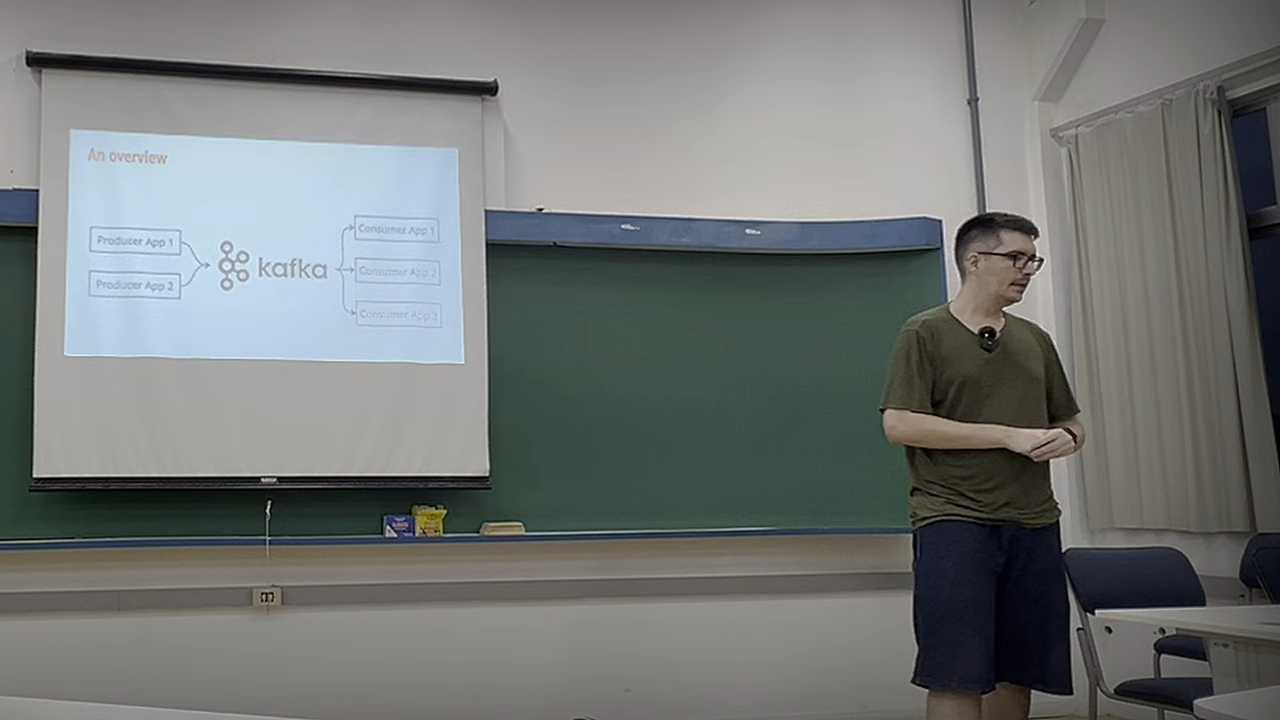 An overview
Producer App 1
Producer App 2
kafka
Consumer App 1
Consumer App 2
Consumer App 3